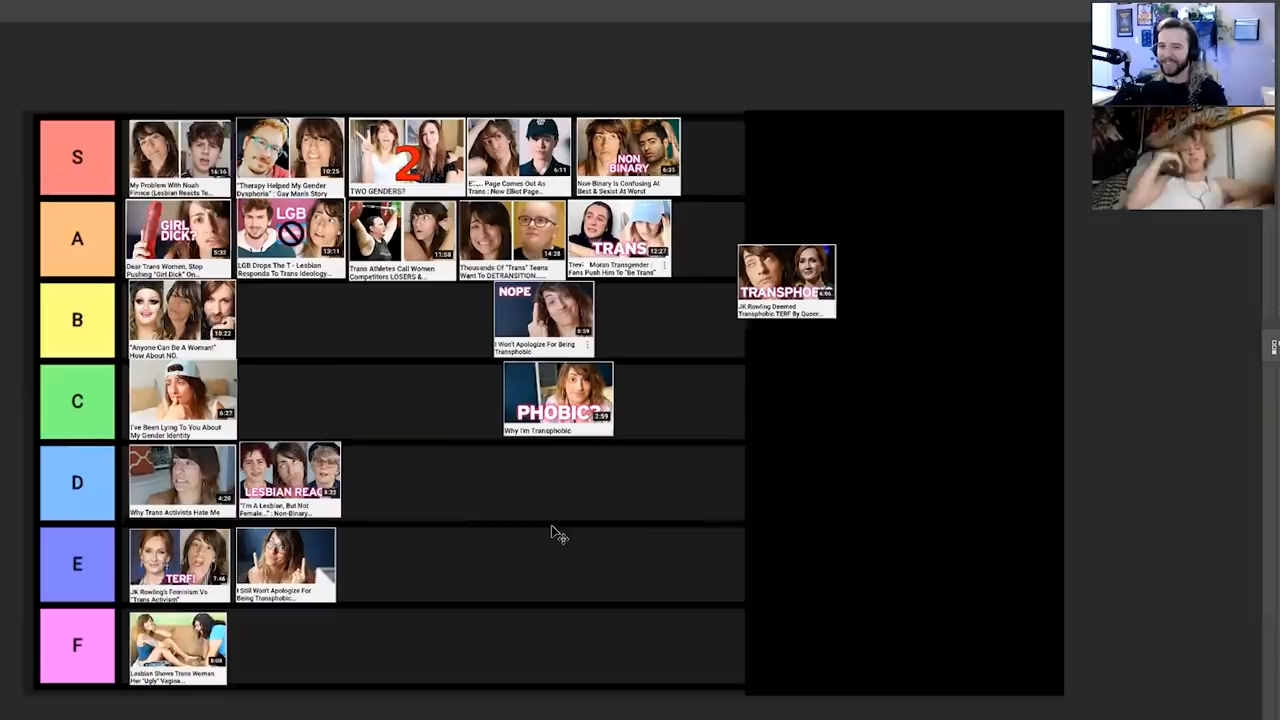 S
16:16
My Problem With Noah
Finnce (Lesbian Reacts To...
10:25
"Therapy Helped My Gender
Dysphoria" : Gay Man's Story
2
TWO GENDERS?
6:11
Page Comes Out As
Trans : Now Elliot Page...
NON
BINARY
6:35
Non-Binary Is Confusing At
Best & Sexist At Worst
A
GIRL
DICK?
5:32
Dear Trans Women, Stop
Pushing "Girl Dick" On...
LGB
13:11
LGB Drops The T - Lesbian
Responds To Trans Ideology...
11:58
Trans Athletes Call Women
Competitors LOSERS &...
14:28
Thousands Of "Trans" Teens
Want To DETRANSITION......
TRANS
12:27
Moran Transgender :
Fans Push Him To "Be Trans"
TRANSPHOB
6:06
JK Rowling Deemed
Transphobic TERF By Queer...
B
10:22
"Anyone Can Be A Woman!"
How About NO.
NOPE
6:59
I Won't Apologize For Being
Transphobic
C
6:27
I've Been Lying To You About
My Gender Identity
PHOBIC?
2:59
Why I'm Transphobic
D
4:20
Why Trans Activists Hate Me
LESBIAN REAC
8:22
"I'm A Lesbian, But Not
Female..." : Non-Binary...
E
TERF!
7:46
JK Rowling's Feminism Vs
"Trans Activism"
I Still Won't Apologize For
Being Transphobic...
F
8:08
Lesbian Shows Trans Woman
Her "Ugly" Vagina...